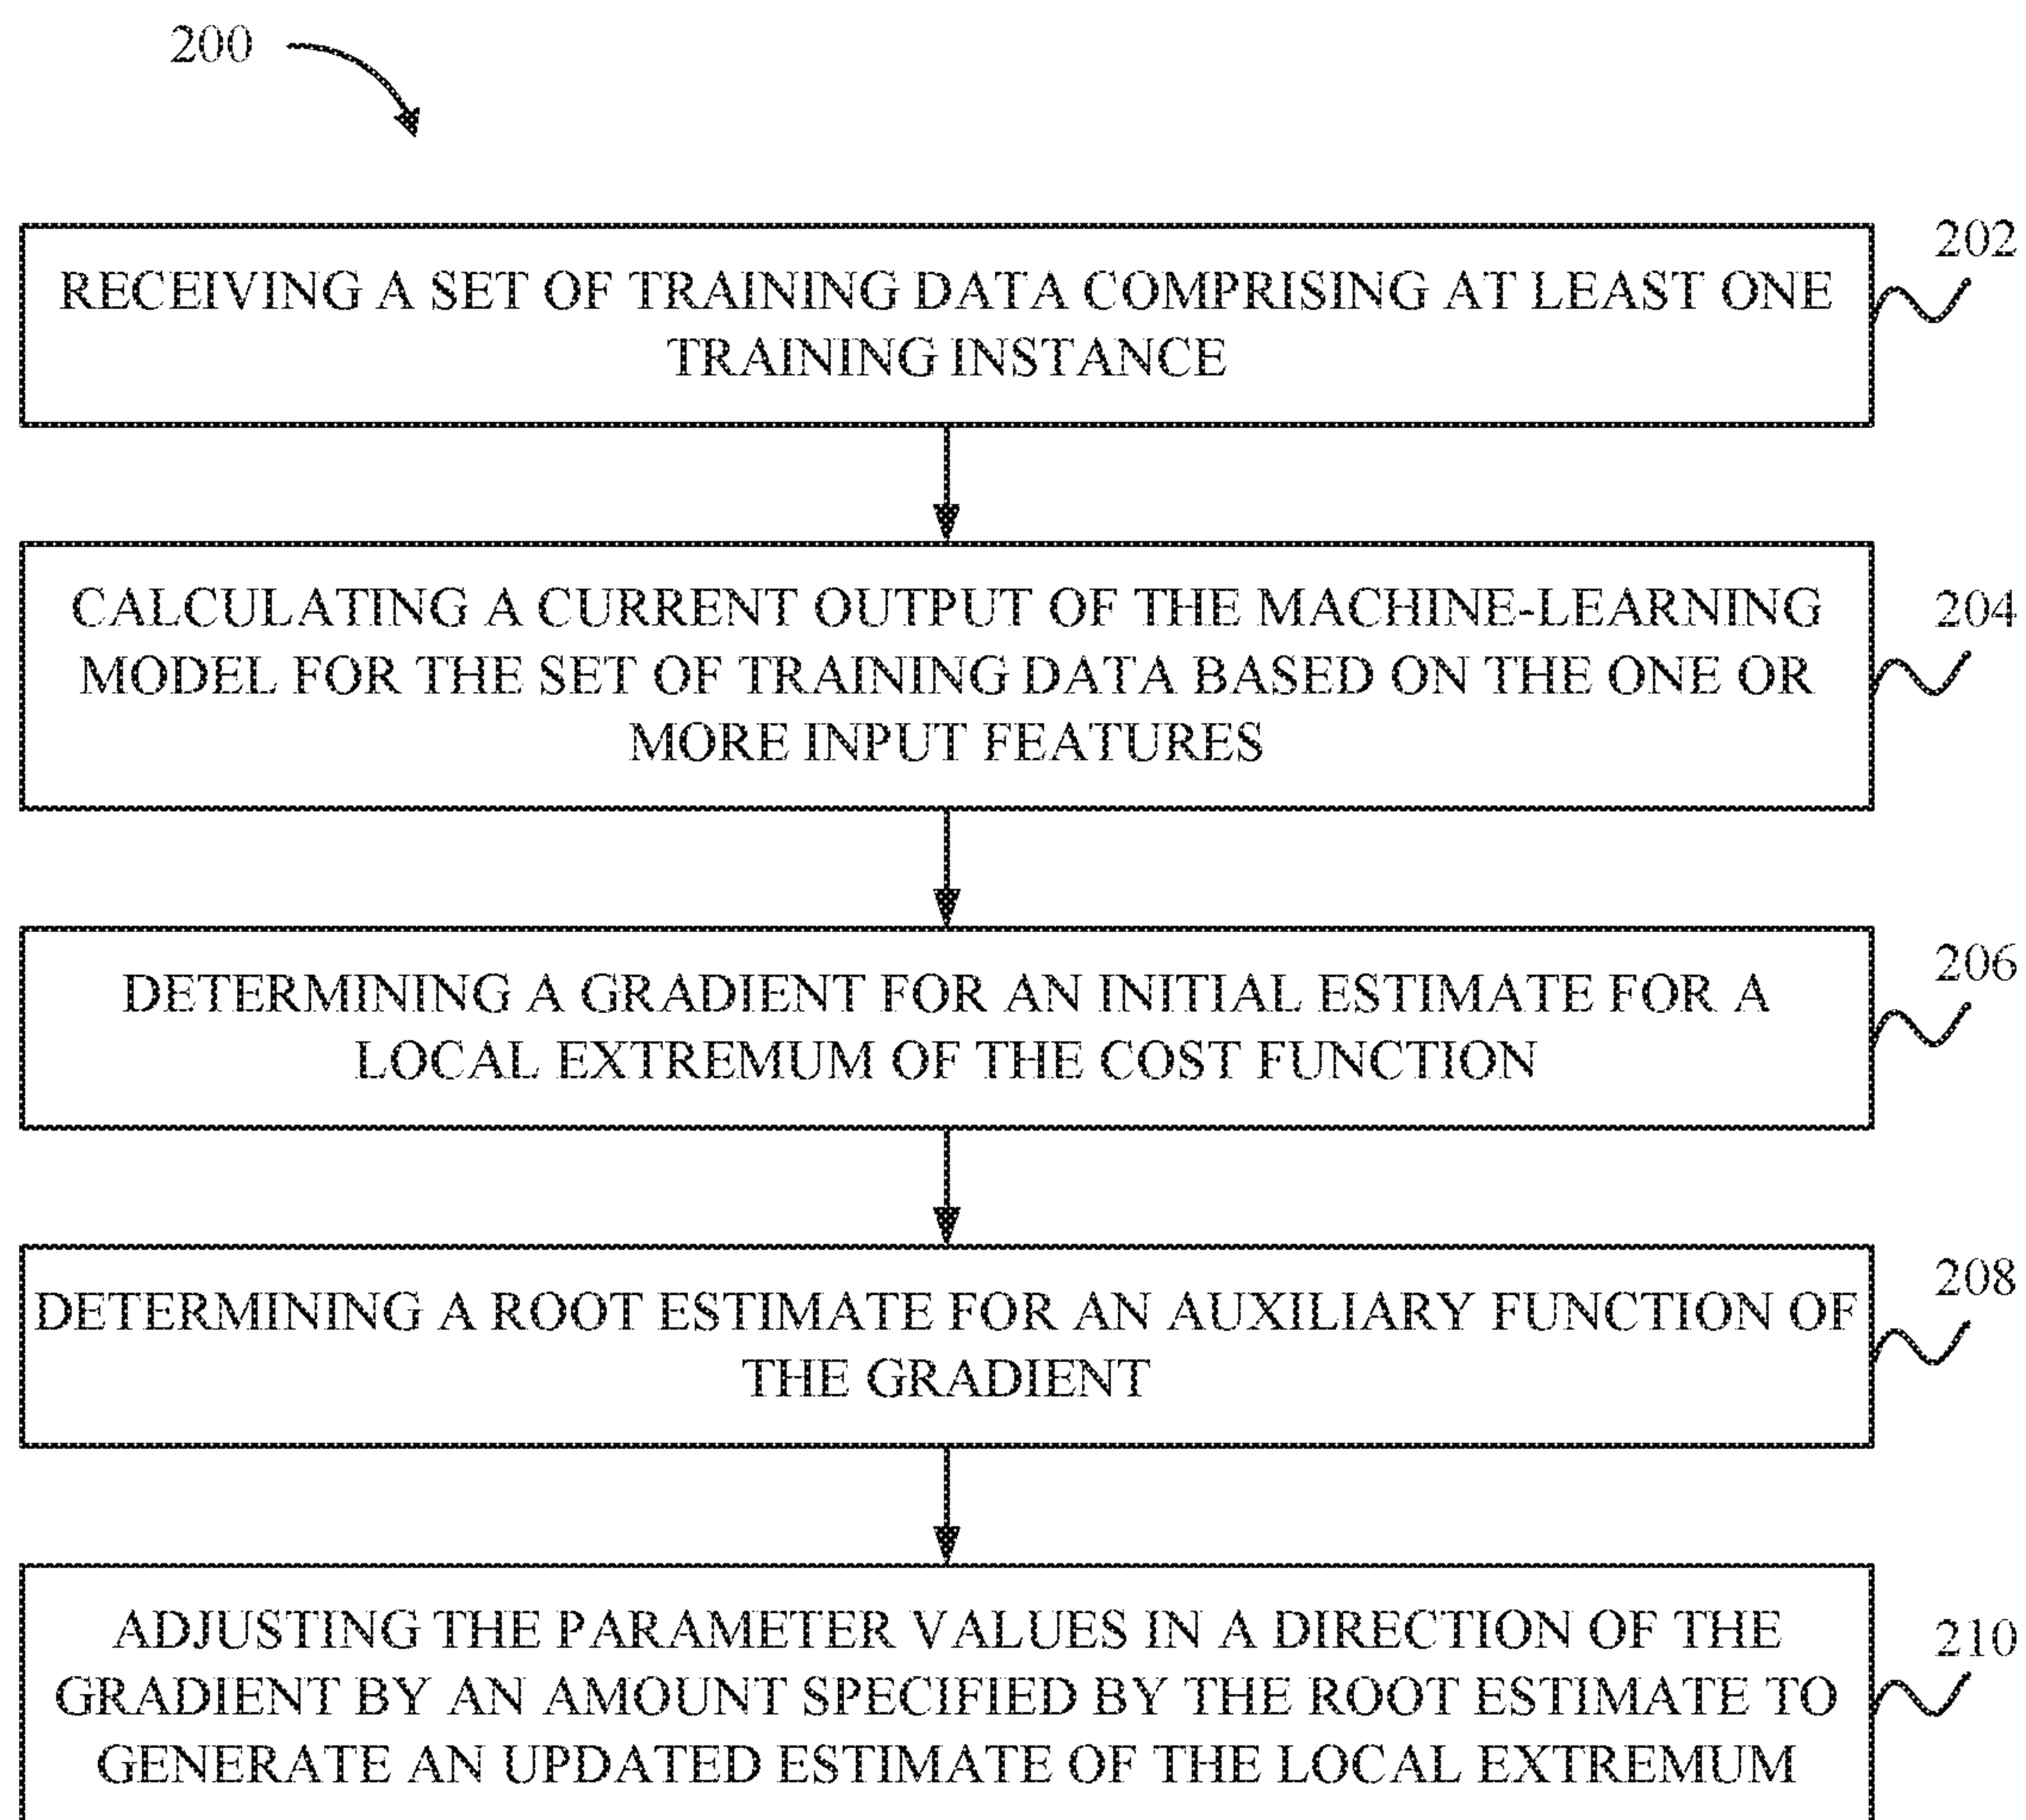 200
202
RECEIVING A SET OF TRAINING DATA COMPRISING AT LEAST ONE
TRAINING INSTANCE
204
CALCULATING A CURRENT OUTPUT OF THE MACHINE-LEARNING
MODEL FOR THE SET OF TRAINING DATA BASED ON THE ONE OR
MORE INPUT FEATURES
206
DETERMINING A GRADIENT FOR AN INITIAL ESTIMATE FOR A
LOCAL EXTREMUM OF THE COST FUNCTION
208
DETERMINING A ROOT ESTIMATE FOR AN AUXILIARY FUNCTION OF
THE GRADIENT
210
ADJUSTING THE PARAMETER VALUES IN A DIRECTION OF THE
GRADIENT BY AN AMOUNT SPECIFIED BY THE ROOT ESTIMATE TO
GENERATE AN UPDATED ESTIMATE OF THE LOCAL EXTREMUM